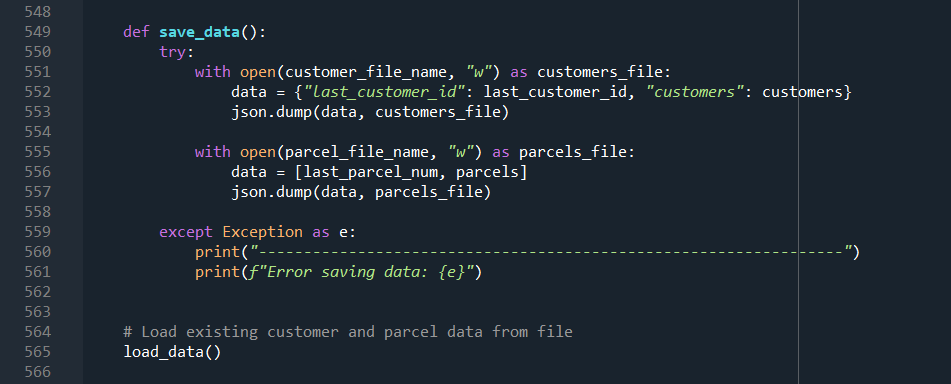 548
549 def save_data():
550 try:
551 with open(customer_file_name, "w") as customers_file:
552 data = {"last_customer_id": last_customer_id, "customers": customers}
553 json.dump(data, customers_file)
554
555 with open(parcel_file_name, "w") as parcels_file:
556 data = [last_parcel_num, parcels]
557 json.dump(data, parcels_file)
558
559 except Exception as e:
560 print("-----------------------------------------------------------------")
561 print(f"Error saving data: {e}")
562
563
564 # Load existing customer and parcel data from file
565 load_data()
566